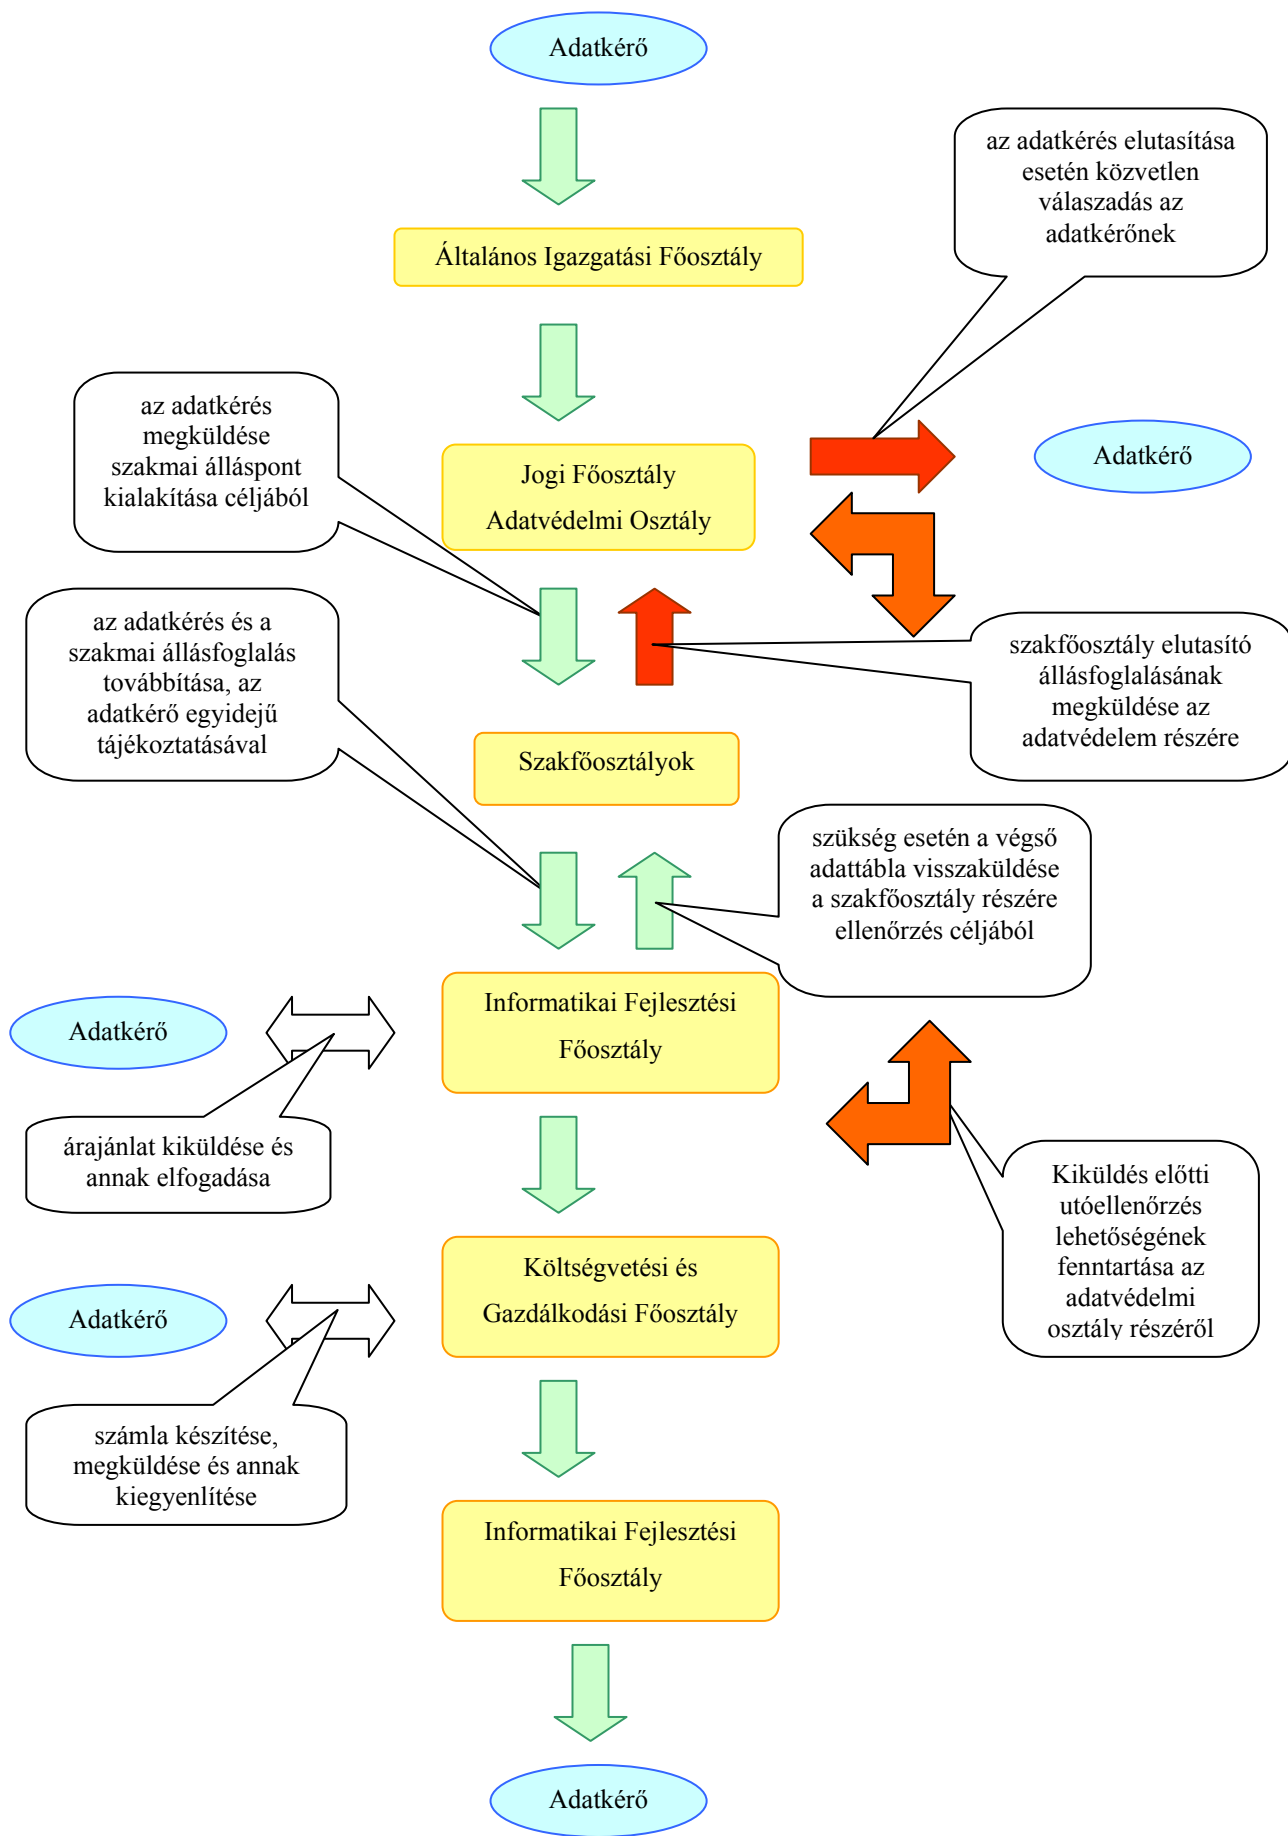 Adatkérő
az adatkérés elutasítása
esetén közvetlen
válaszadás az
adatkérőnek
Általános Igazgatási Főosztály
az adatkérés
megküldése
szakmai álláspont
kialakítása céljából
Jogi Főosztály
Adatvédelmi Osztály
Adatkérő
az adatkérés és a
szakmai állásfoglalás
továbbítása, az
adatkérő egyidejű
tájékoztatásával
szakfőosztály elutasító
állásfoglalásának
megküldése az
adatvédelem részére
Szakfőosztályok
szükség esetén a végső
adattábla visszaküldése
a szakfőosztály részére
ellenőrzés céljából
Adatkérő
Informatikai Fejlesztési
Főosztály
árajánlat kiküldése és
annak elfogadása
Kiküldés előtti
utóellenőrzés
lehetőségének
fenntartása az
adatvédelmi
osztály részéről
Adatkérő
Költségvetési és
Gazdálkodási Főosztály
számla készítése,
megküldése és annak
kiegyenlítése
Informatikai Fejlesztési
Főosztály
Adatkérő